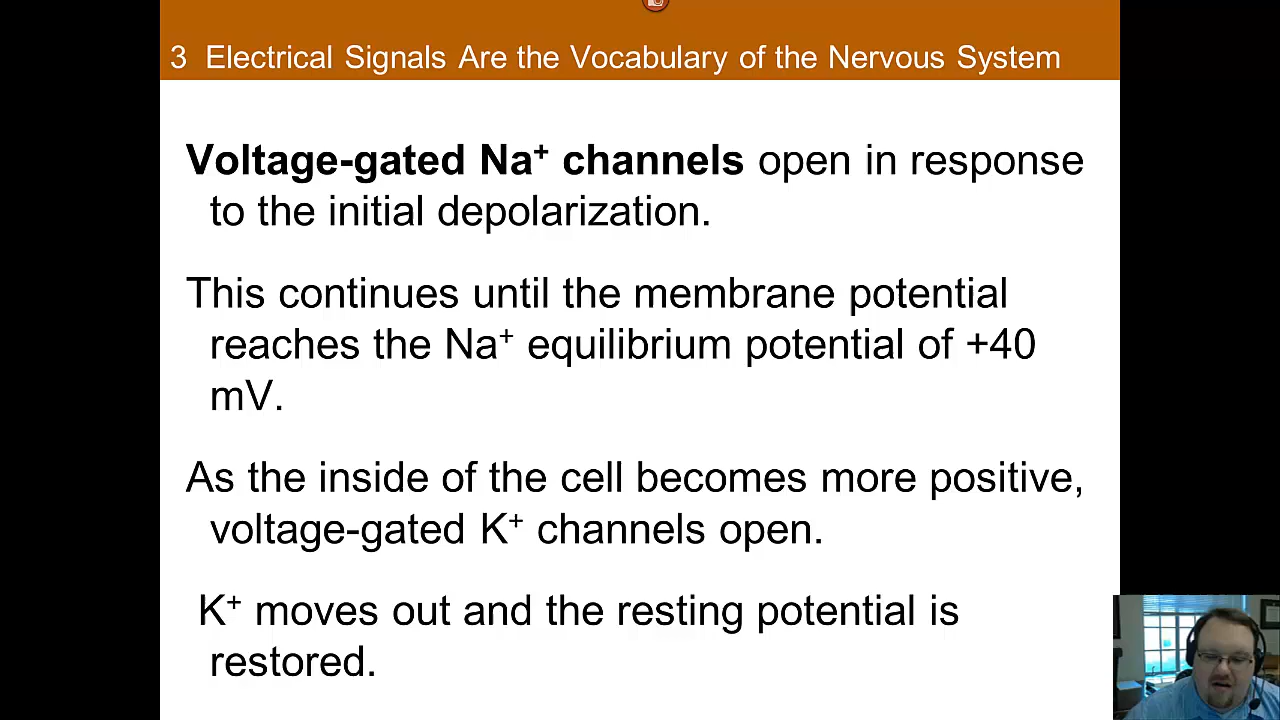 3 Electrical Signals Are the Vocabulary of the Nervous System
Voltage-gated Na⁺ channels open in response
to the initial depolarization.
This continues until the membrane potential
reaches the Na⁺ equilibrium potential of +40
mV.
As the inside of the cell becomes more positive,
voltage-gated K⁺ channels open.
K⁺ moves out and the resting potential is
restored.